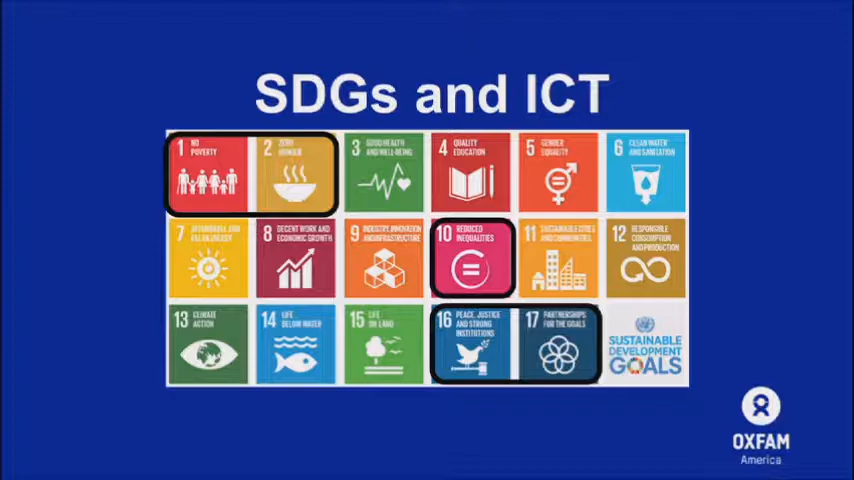 SDGs and ICT
1 NO
POVERTY
2 ZERO
HUNGER
3 GOOD HEALTH
AND WELL-BEING
4 QUALITY
EDUCATION
5 GENDER
EQUALITY
6 CLEAN WATER
AND SANITATION
7 AFFORDABLE AND
CLEAN ENERGY
8 DECENT WORK AND
ECONOMIC GROWTH
9 INDUSTRY, INNOVATION
AND INFRASTRUCTURE
10 REDUCED
INEQUALITIES
11 SUSTAINABLE CITIES
AND COMMUNITIES
12 RESPONSIBLE
CONSUMPTION
AND PRODUCTION
13 CLIMATE
ACTION
14 LIFE
BELOW WATER
15 LIFE
ON LAND
16 PEACE, JUSTICE
AND STRONG
INSTITUTIONS
17 PARTNERSHIPS
FOR THE GOALS
SUSTAINABLE
DEVELOPMENT
GOALS
OXFAM
America